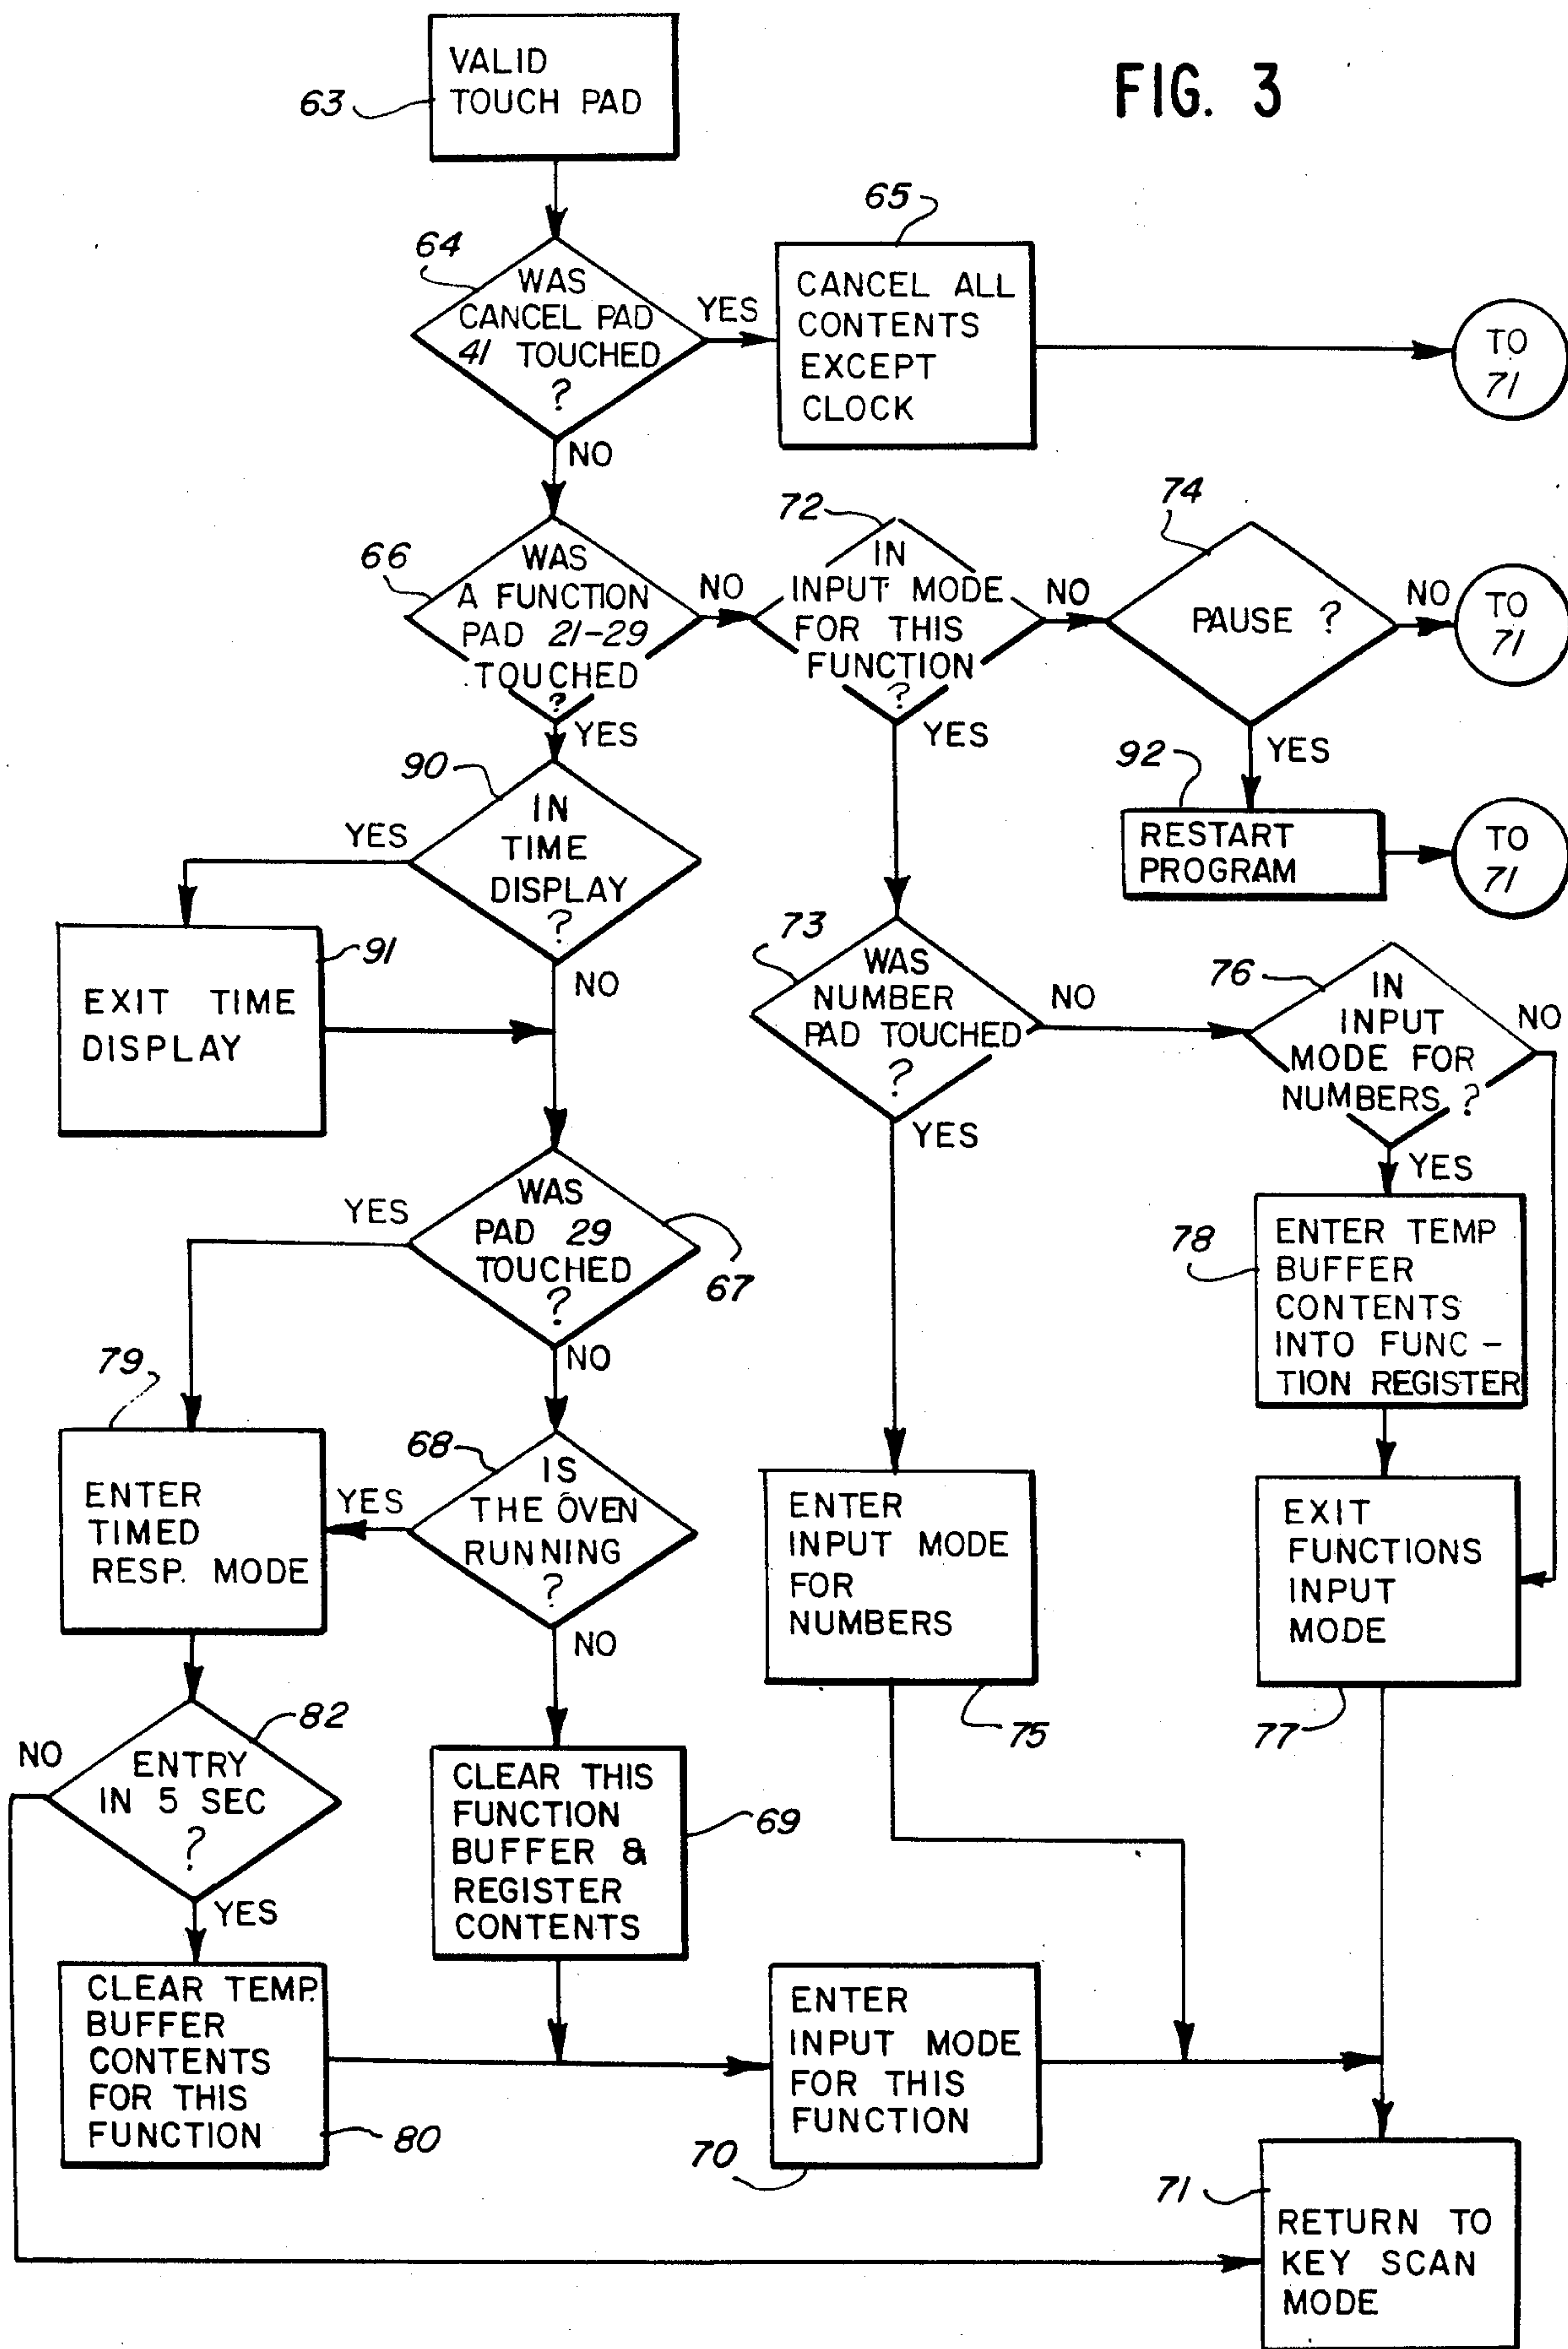 FIG. 3
VALID
TOUCH PAD
63
64
WAS
CANCEL PAD
41 TOUCHED
?
YES
NO
65
CANCEL ALL
CONTENTS
EXCEPT
CLOCK
TO
71
66
WAS
A FUNCTION
PAD 21-29
TOUCHED
?
NO
YES
72
IN
INPUT MODE
FOR THIS
FUNCTION
?
NO
YES
74
PAUSE ?
NO
YES
TO
71
92
RESTART
PROGRAM
TO
71
90
IN
TIME
DISPLAY
?
YES
NO
91
EXIT TIME
DISPLAY
73
WAS
NUMBER
PAD TOUCHED
?
NO
YES
76
IN
INPUT
MODE FOR
NUMBERS ?
NO
YES
WAS
PAD 29
TOUCHED
?
YES
NO
67
78
ENTER TEMP
BUFFER
CONTENTS
INTO FUNC -
TION REGISTER
79
ENTER
TIMED
RESP. MODE
68
IS
THE OVEN
RUNNING
?
YES
NO
ENTER
INPUT MODE
FOR
NUMBERS
75
EXIT
FUNCTIONS
INPUT
MODE
77
82
ENTRY
IN 5 SEC
?
NO
YES
CLEAR THIS
FUNCTION
BUFFER &
REGISTER
CONTENTS
69
CLEAR TEMP.
BUFFER
CONTENTS
FOR THIS
FUNCTION
80
ENTER
INPUT MODE
FOR THIS
FUNCTION
70
71
RETURN TO
KEY SCAN
MODE